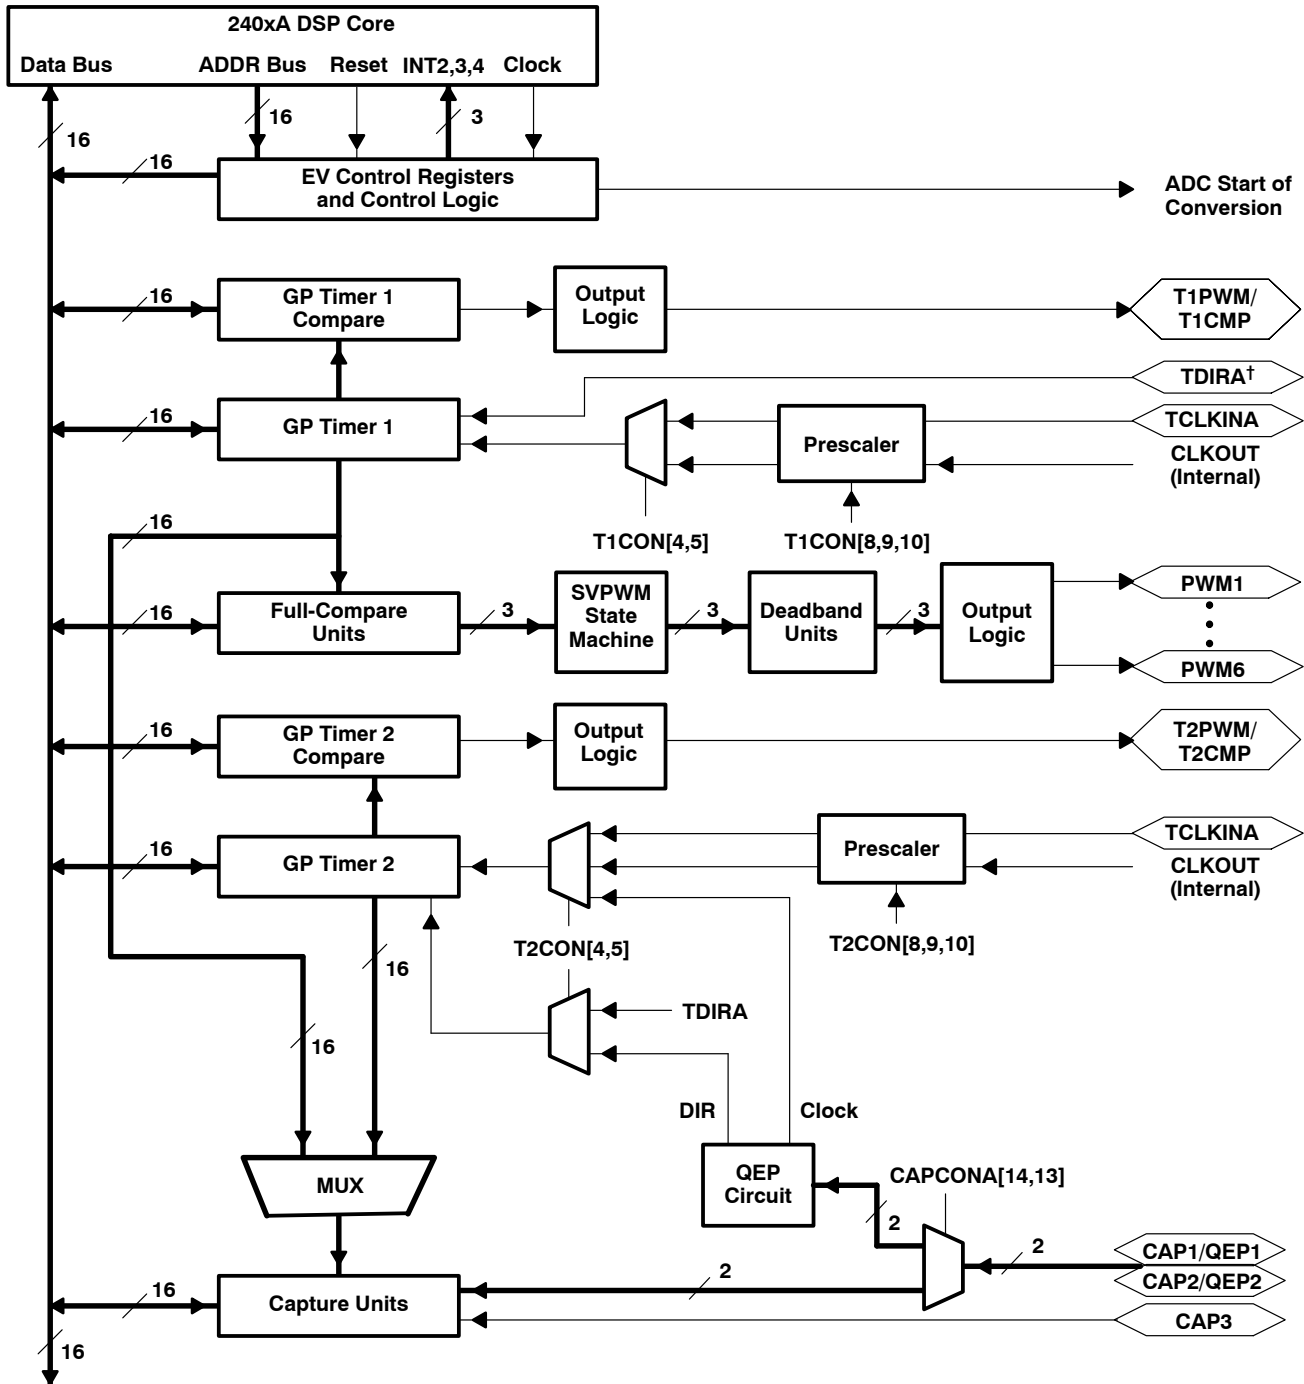 240xA DSP Core
Data Bus
ADDR Bus
Reset
INT2,3,4
Clock
16
16
3
16
EV Control Registers
and Control Logic
ADC Start of
Conversion
16
GP Timer 1
Compare
Output
Logic
T1PWM/
T1CMP
TDIRA†
16
GP Timer 1
Prescaler
TCLKINA
CLKOUT
(Internal)
T1CON[4,5]
T1CON[8,9,10]
16
16
Full-Compare
Units
3
SVPWM
State
Machine
3
Deadband
Units
3
Output
Logic
PWM1
PWM6
16
GP Timer 2
Compare
Output
Logic
T2PWM/
T2CMP
16
GP Timer 2
Prescaler
TCLKINA
CLKOUT
(Internal)
T2CON[4,5]
T2CON[8,9,10]
16
16
TDIRA
DIR
Clock
MUX
QEP
Circuit
CAPCONA[14,13]
2
2
CAP1/QEP1
CAP2/QEP2
2
16
Capture Units
CAP3
16